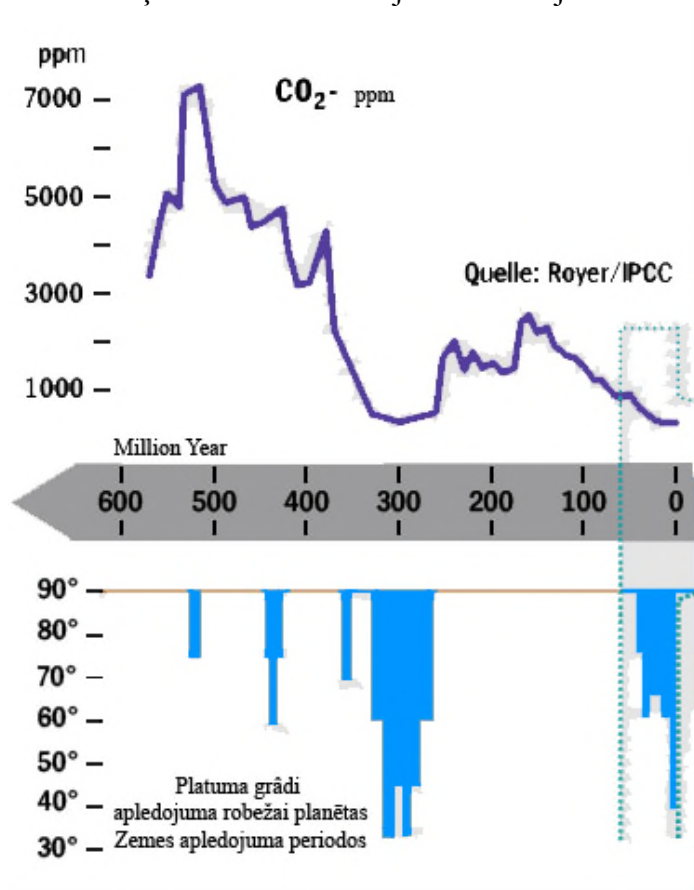 ppm
7000
CO₂- ppm
5000
Quelle: Royer/IPCC
3000
1000
Million Year
600 500 400 300 200 100 0
90°
80°
70°
60°
50°
40°
30°
Platuma grâdi
apledojuma robežai planētas
Zemes apledojuma periodos